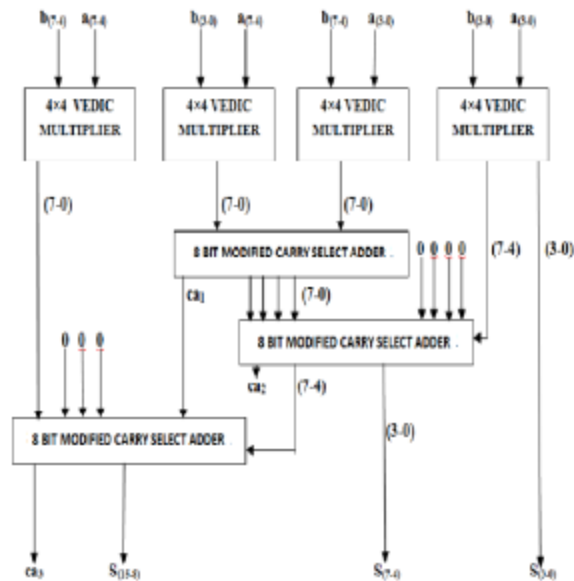 b(7-4) a(7-4) b(3-0) a(7-4) b(7-4) a(3-0) b(3-0) a(3-0)
4×4 VEDIC MULTIPLIER
4×4 VEDIC MULTIPLIER
4×4 VEDIC MULTIPLIER
4×4 VEDIC MULTIPLIER
(7-0) (7-0) (7-0) (7-4) (3-0)
8 BIT MODIFIED CARRY SELECT ADDER
0 0 0 0
ca₁ (7-0)
8 BIT MODIFIED CARRY SELECT ADDER
0 0 0
ca₂ (7-4) (3-0)
8 BIT MODIFIED CARRY SELECT ADDER
ca₃ S(15-8) S(7-4) S(3-0)